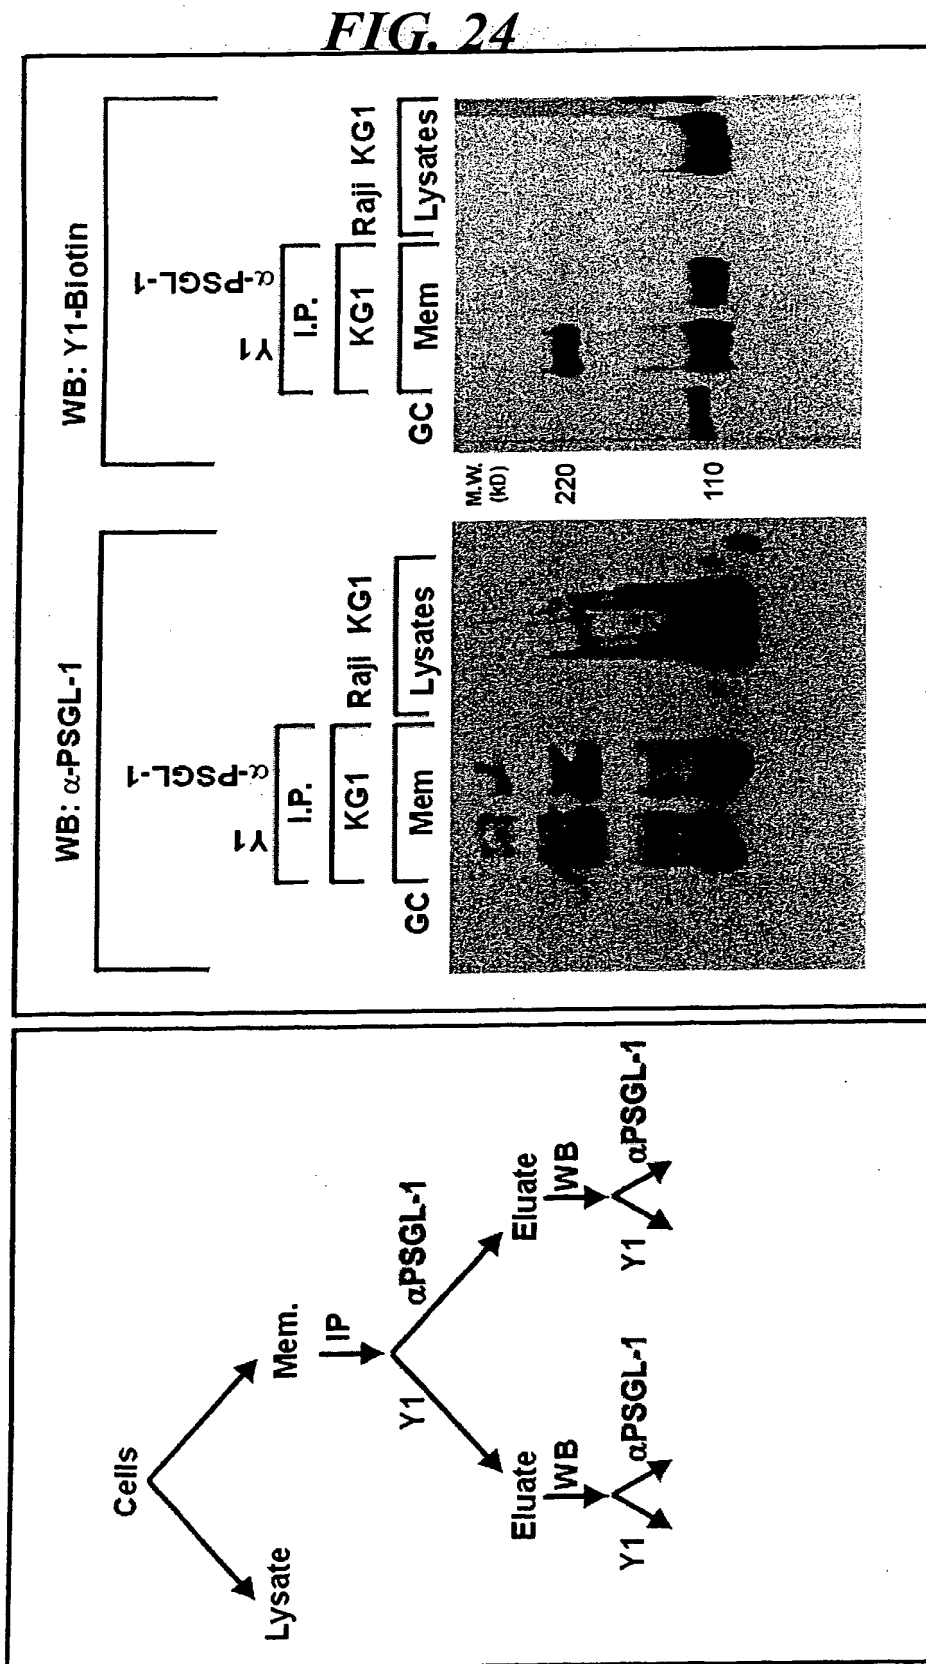 FIG. 24
Cells
Lysate Mem.
IP
Y1 αPSGL-1
Eluate Eluate
WB WB
Y1 αPSGL-1 Y1 αPSGL-1
WB: α-PSGL-1
Y1 α-PSGL-1
I.P.
KG1 Raji KG1
GC Mem Lysates
WB: Y1-Biotin
Y1 α-PSGL-1
I.P.
KG1 Raji KG1
GC Mem Lysates
M.W.
(kD)
220
110